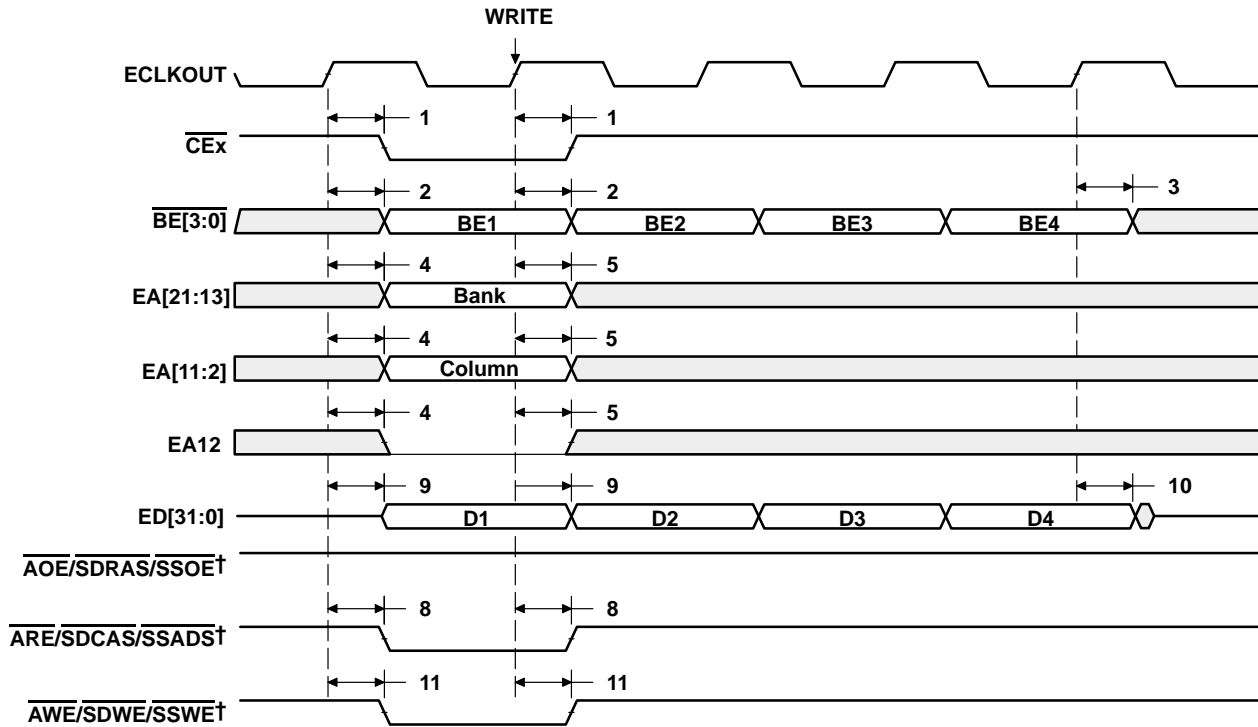 WRITE
ECLKOUT
1 1
CEx
2 2 3
BE[3:0] BE1 BE2 BE3 BE4
4 5
EA[21:13] Bank
4 5
EA[11:2] Column
4 5
EA12
9 9 10
ED[31:0] D1 D2 D3 D4
AOE/SDRAS/SSOE†
8 8
ARE/SDCAS/SSADS†
11 11
AWE/SDWE/SSWE†